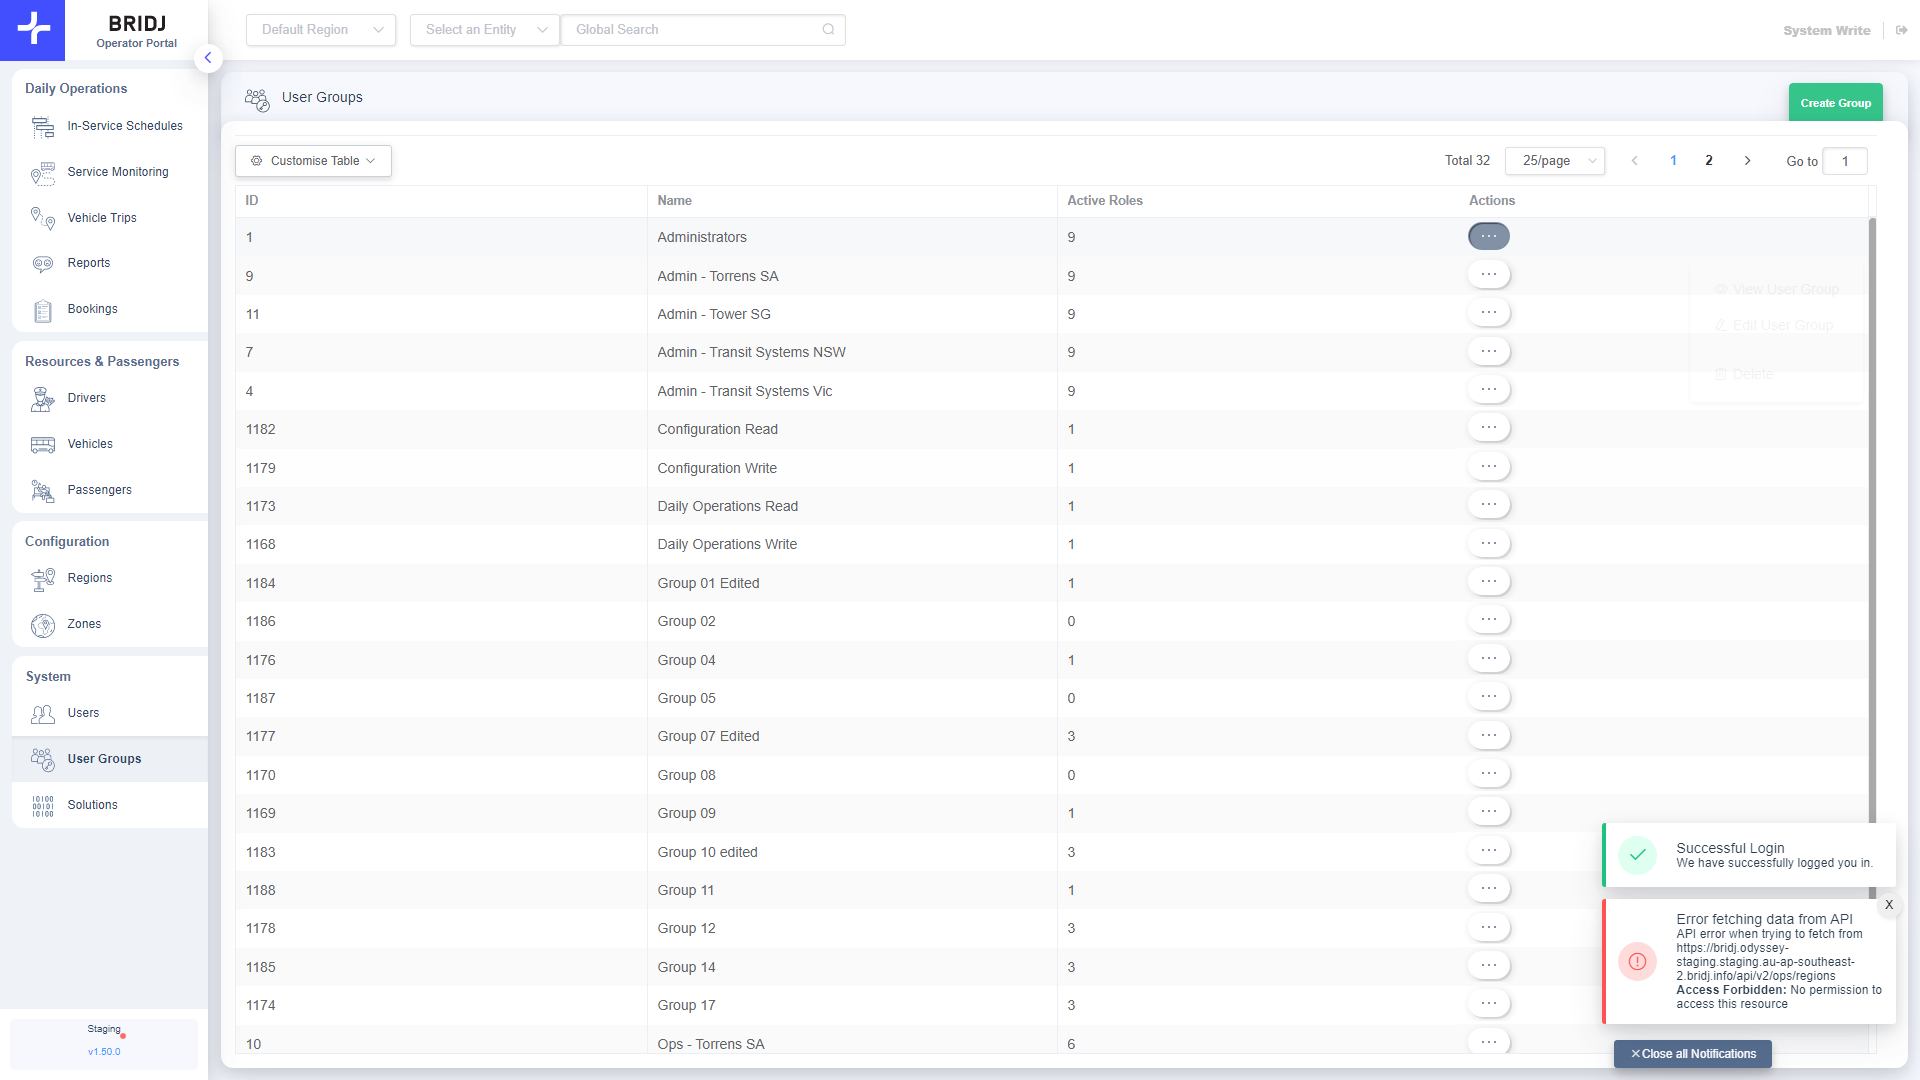 BRIDJ
Operator Portal
Default Region
Select an Entity
Global Search
System Write
Daily Operations
In-Service Schedules
Service Monitoring
Vehicle Trips
Reports
Bookings
Resources & Passengers
Drivers
Vehicles
Passengers
Configuration
Regions
Zones
System
Users
User Groups
10100
00101
10100
Solutions
Staging
v1.50.0
User Groups
Create Group
Customise Table
Total 32
25/page
1
2
Go to
1
ID Name Active Roles Actions
1 Administrators 9 ...
9 Admin - Torrens SA 9 ...
11 Admin - Tower SG 9 ...
7 Admin - Transit Systems NSW 9 ...
4 Admin - Transit Systems Vic 9 ...
1182 Configuration Read 1 ...
1179 Configuration Write 1 ...
1173 Daily Operations Read 1 ...
1168 Daily Operations Write 1 ...
1184 Group 01 Edited 1 ...
1186 Group 02 0 ...
1176 Group 04 1 ...
1187 Group 05 0 ...
1177 Group 07 Edited 3 ...
1170 Group 08 0 ...
1169 Group 09 1 ...
1183 Group 10 edited 3 ...
1188 Group 11 1 ...
1178 Group 12 3 ...
1185 Group 14 3 ...
1174 Group 17 3 ...
10 Ops - Torrens SA 6 ...
View User Group
Edit User Group
Delete
Successful Login
We have successfully logged you in.
X
Error fetching data from API
API error when trying to fetch from
https://bridj.odyssey-
staging.staging.au-ap-southeast-
2.bridj.info/api/v2/ops/regions
Access Forbidden: No permission to
access this resource
×Close all Notifications